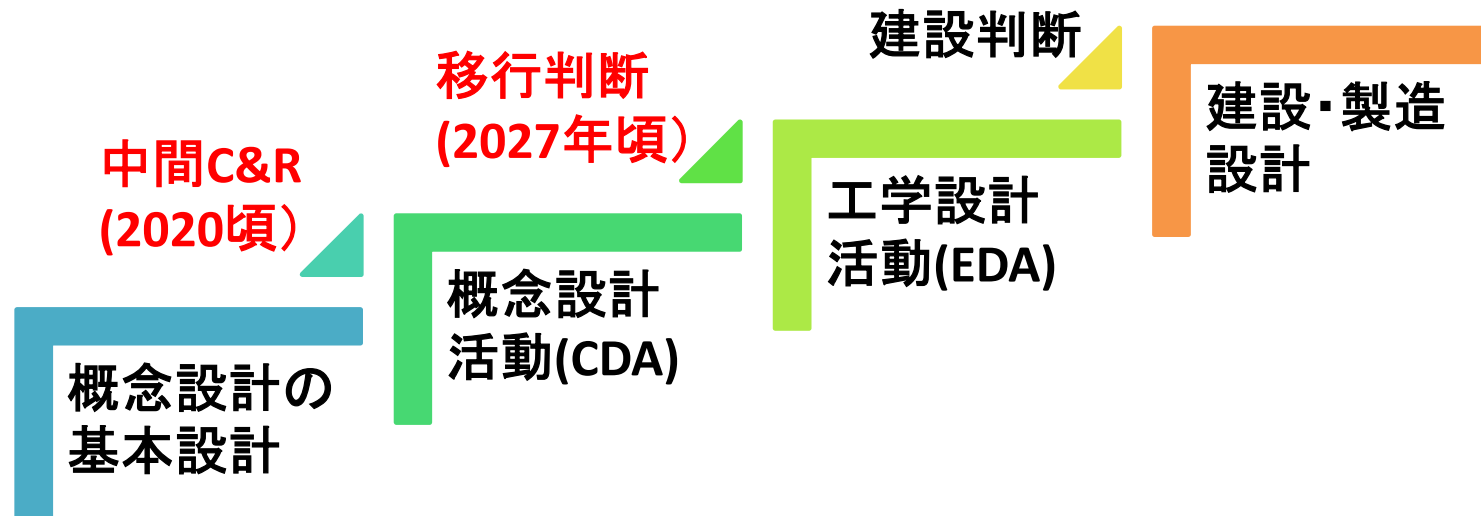 中間C&R
(2020頃）
概念設計の
基本設計
移行判断
(2027年頃）
概念設計
活動(CDA)
建設判断
工学設計
活動(EDA)
建設・製造
設計